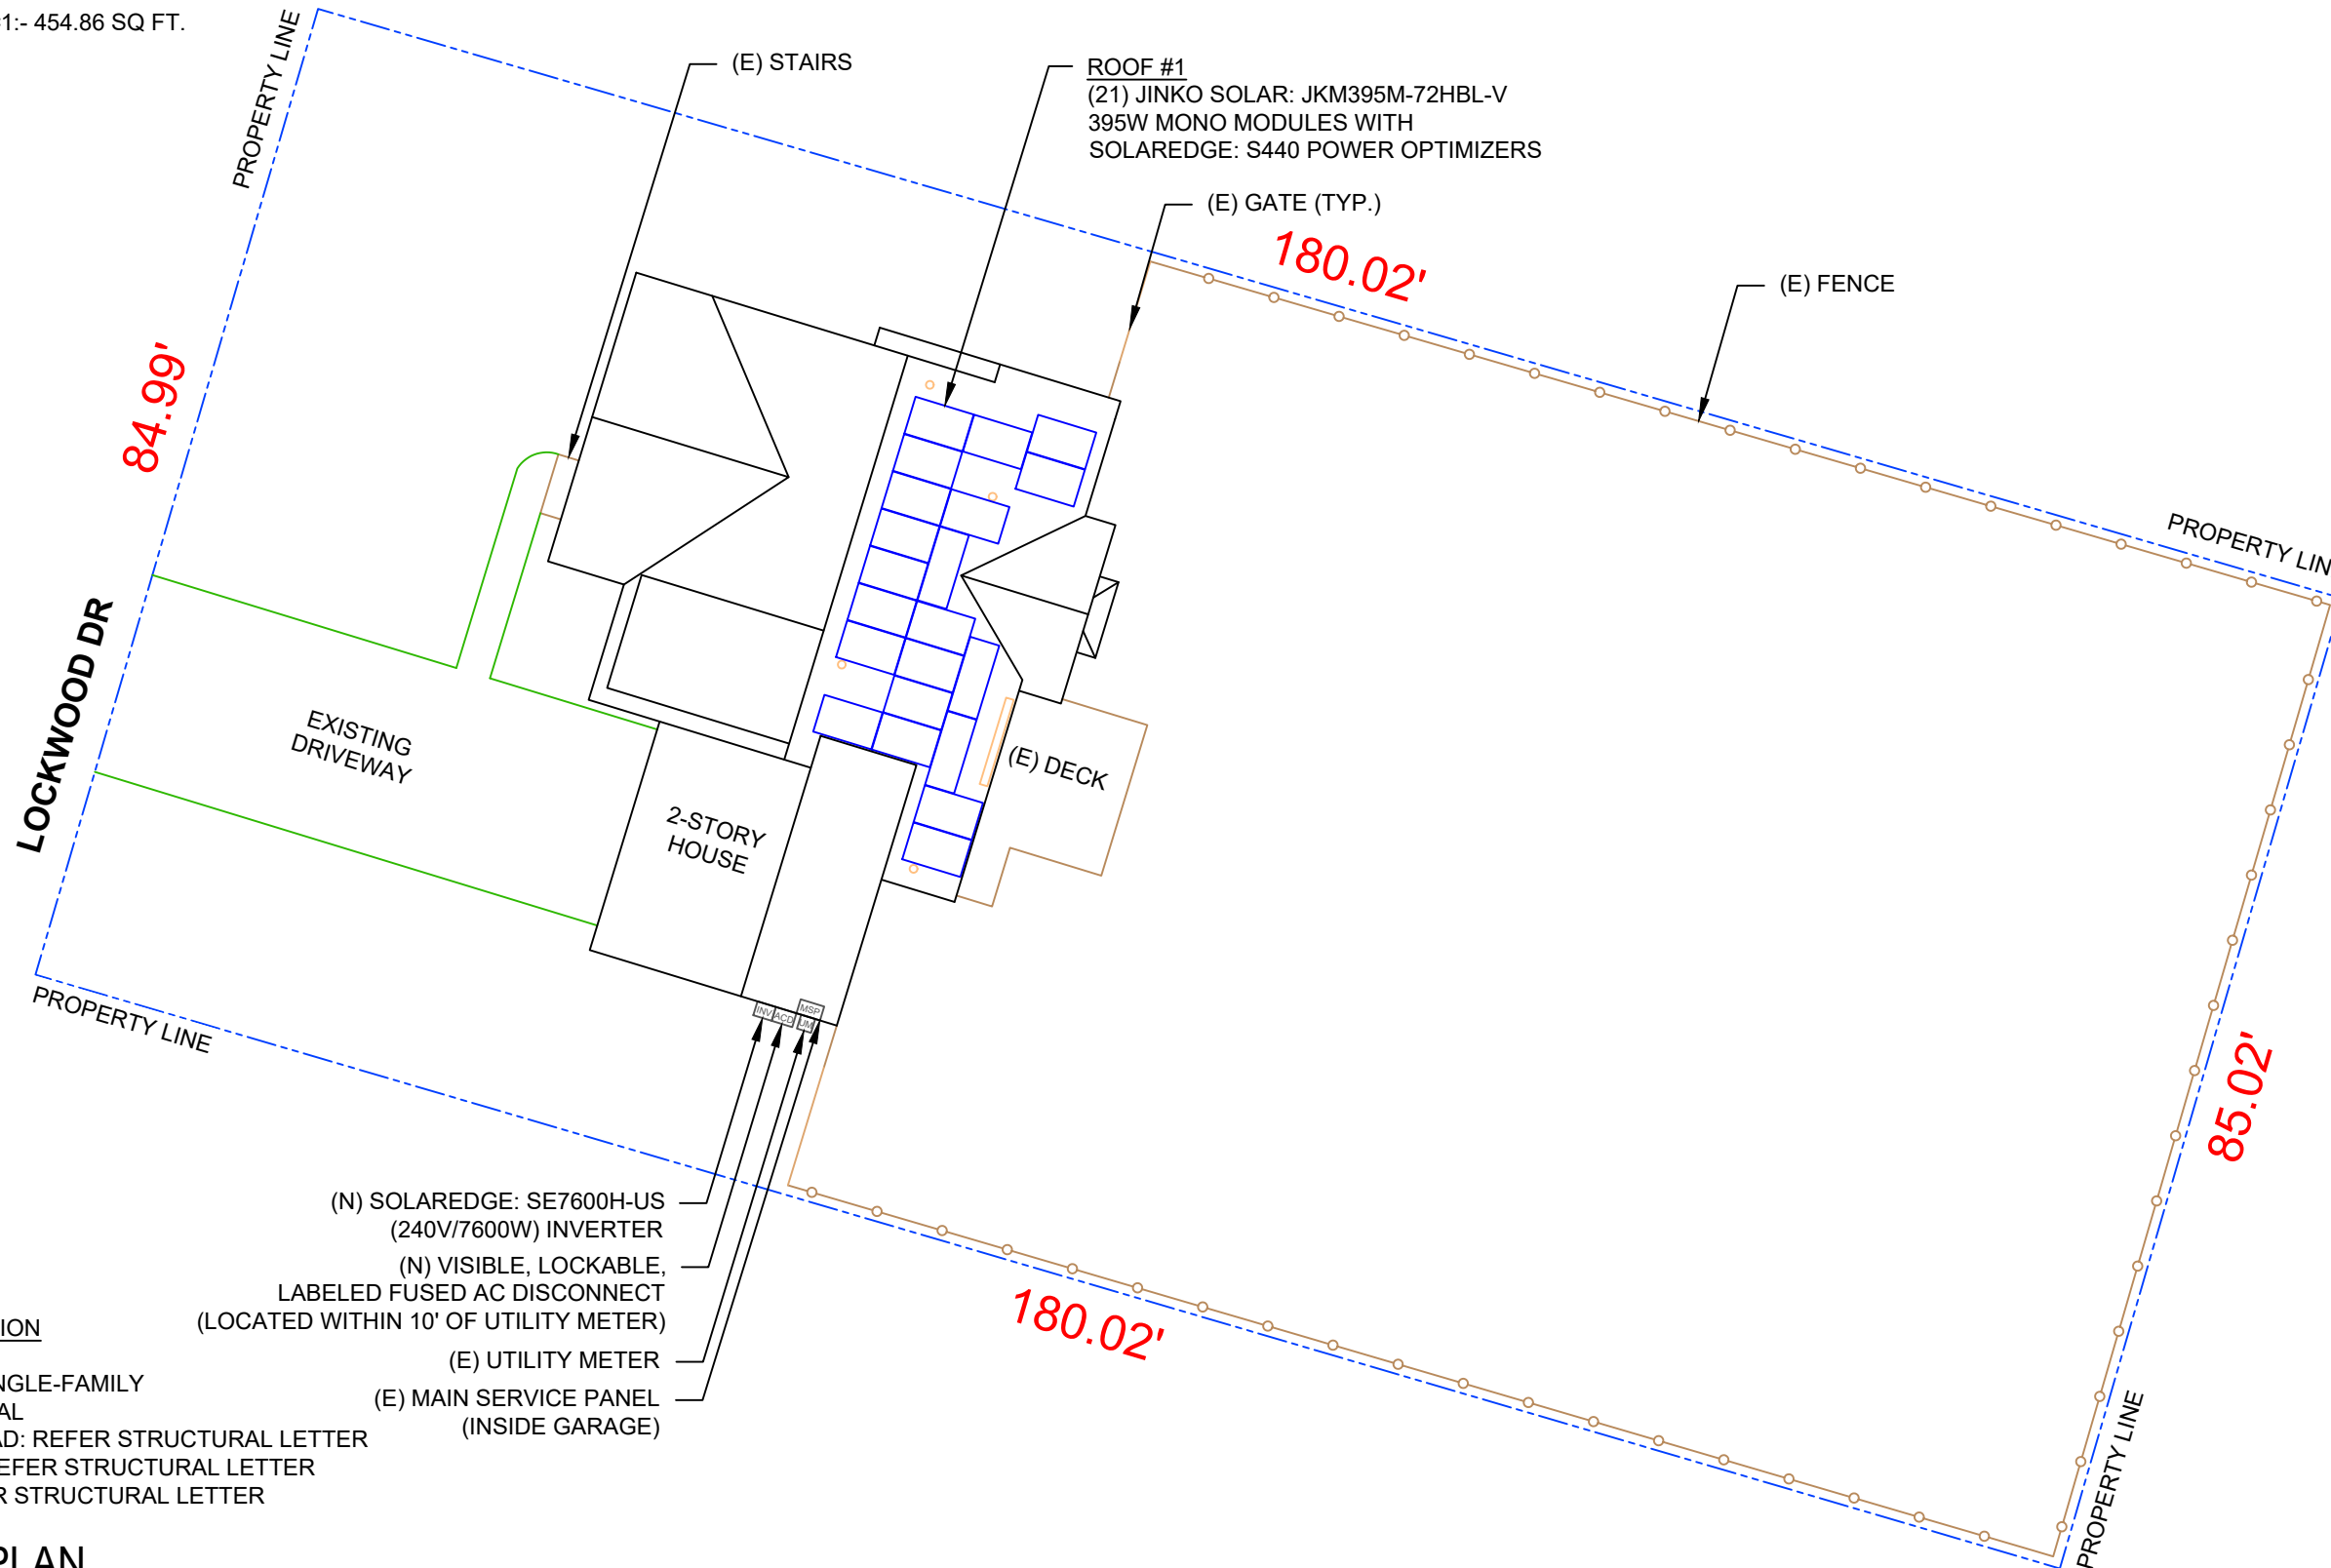 1:- 454.86 SQ FT.
PROPERTY LINE
(E) STAIRS
ROOF #1
(21) JINKO SOLAR: JKM395M-72HBL-V
395W MONO MODULES WITH
SOLAREDGE: S440 POWER OPTIMIZERS
(E) GATE (TYP.)
180.02'
(E) FENCE
84.99'
PROPERTY LIN
LOCKWOOD DR
EXISTING
DRIVEWAY
2-STORY
HOUSE
(E) DECK
PROPERTY LINE
INV
ACD
MSP
UM
85.02'
(N) SOLAREDGE: SE7600H-US
(240V/7600W) INVERTER
(N) VISIBLE, LOCKABLE,
LABELED FUSED AC DISCONNECT
(LOCATED WITHIN 10' OF UTILITY METER)
(E) UTILITY METER
(E) MAIN SERVICE PANEL
(INSIDE GARAGE)
180.02'
PROPERTY LINE
ION
NGLE-FAMILY
AL
AD: REFER STRUCTURAL LETTER
EFER STRUCTURAL LETTER
R STRUCTURAL LETTER
PLAN